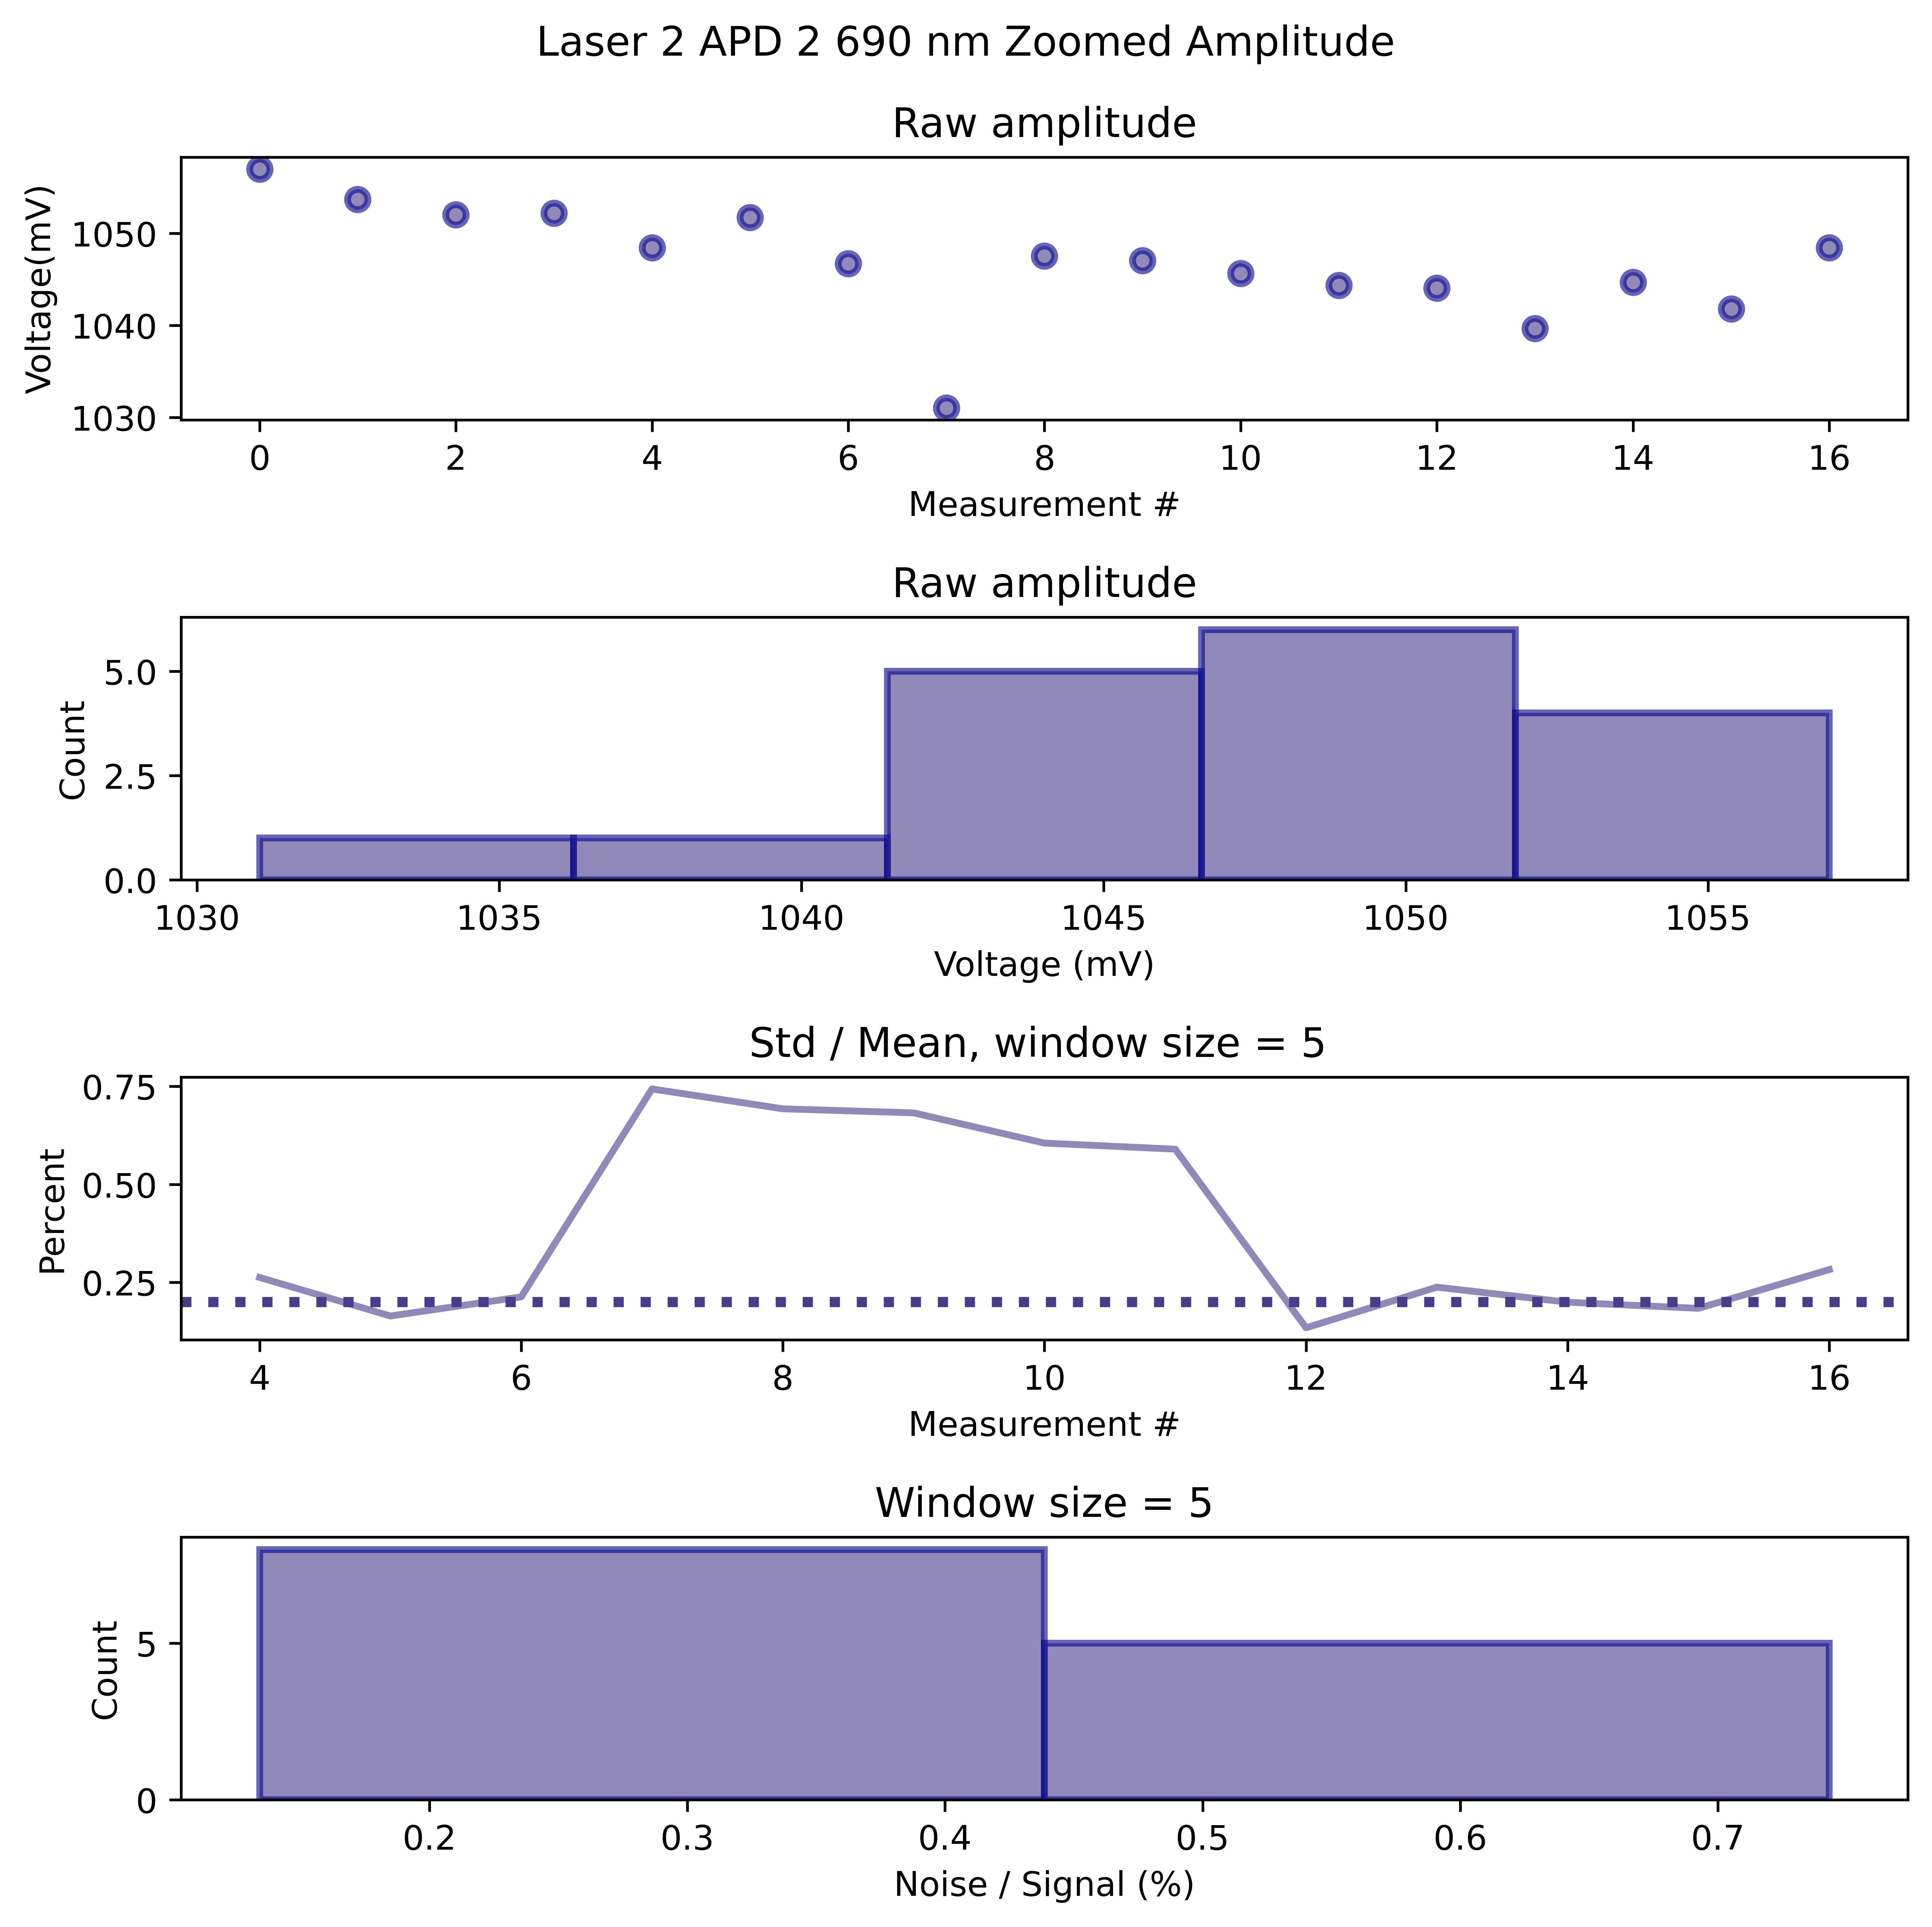 Laser 2 APD 2 690 nm Zoomed Amplitude
Raw amplitude
Voltage(mV)
1050
1040
1030
0 2 4 6 8 10 12 14 16
Measurement #
Raw amplitude
Count
5.0
2.5
0.0
1030 1035 1040 1045 1050 1055
Voltage (mV)
Std / Mean, window size = 5
Percent
0.75
0.50
0.25
4 6 8 10 12 14 16
Measurement #
Window size = 5
Count
5
0
0.2 0.3 0.4 0.5 0.6 0.7
Noise / Signal (%)